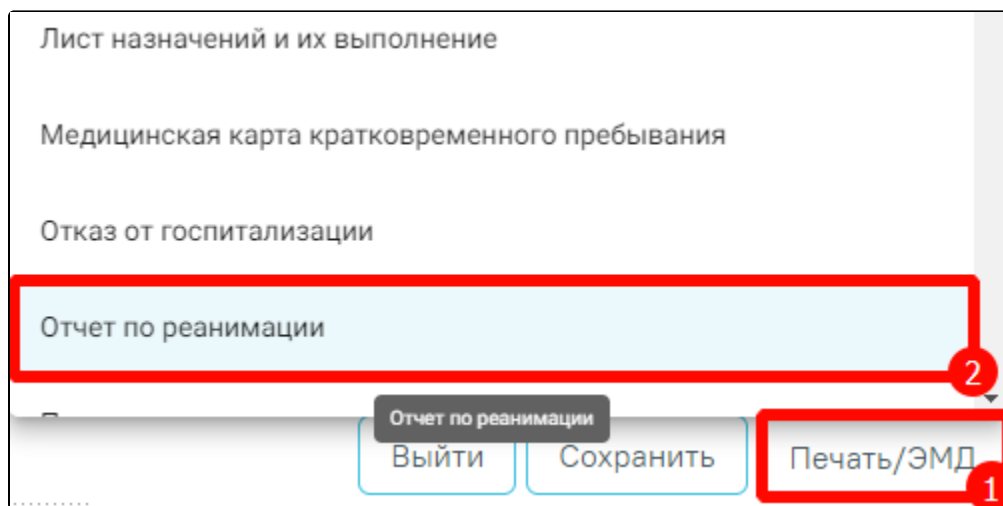 Лист назначений и их выполнение
Медицинская карта кратковременного пребывания
Отказ от госпитализации
Отчет по реанимации
2
Отчет по реанимации
Выйти
Сохранить
Печать/ЭМД
1